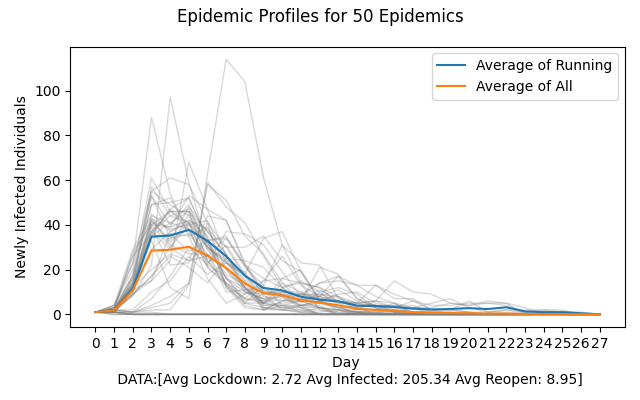 Epidemic Profiles for 50 Epidemics
Average of Running
Average of All
Newly Infected Individuals
100
80
60
40
20
0
0 1 2 3 4 5 6 7 8 9 10 11 12 13 14 15 16 17 18 19 20 21 22 23 24 25 26 27
Day
DATA:[Avg Lockdown: 2.72 Avg Infected: 205.34 Avg Reopen: 8.95]